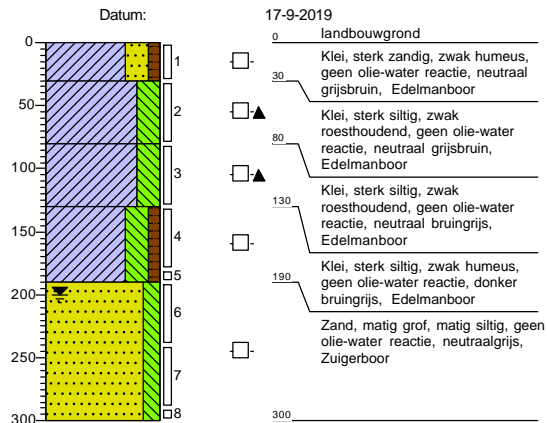 Datum: 17-9-2019
0
50
100
150
200
250
300
1
2
3
4
5
6
7
8
0 landbouwgrond
Klei, sterk zandig, zwak humeus,
geen olie-water reactie, neutraal
grijsbruin, Edelmanboor
30
Klei, sterk siltig, zwak
roesthoudend, geen olie-water
reactie, neutraal grijsbruin,
Edelmanboor
80
Klei, sterk siltig, zwak
roesthoudend, geen olie-water
reactie, neutraal bruingrijs,
Edelmanboor
130
Klei, sterk siltig, zwak humeus,
geen olie-water reactie, donker
bruingrijs, Edelmanboor
190
Zand, matig grof, matig siltig, geen
olie-water reactie, neutraalgrijs,
Zuigerboor
300